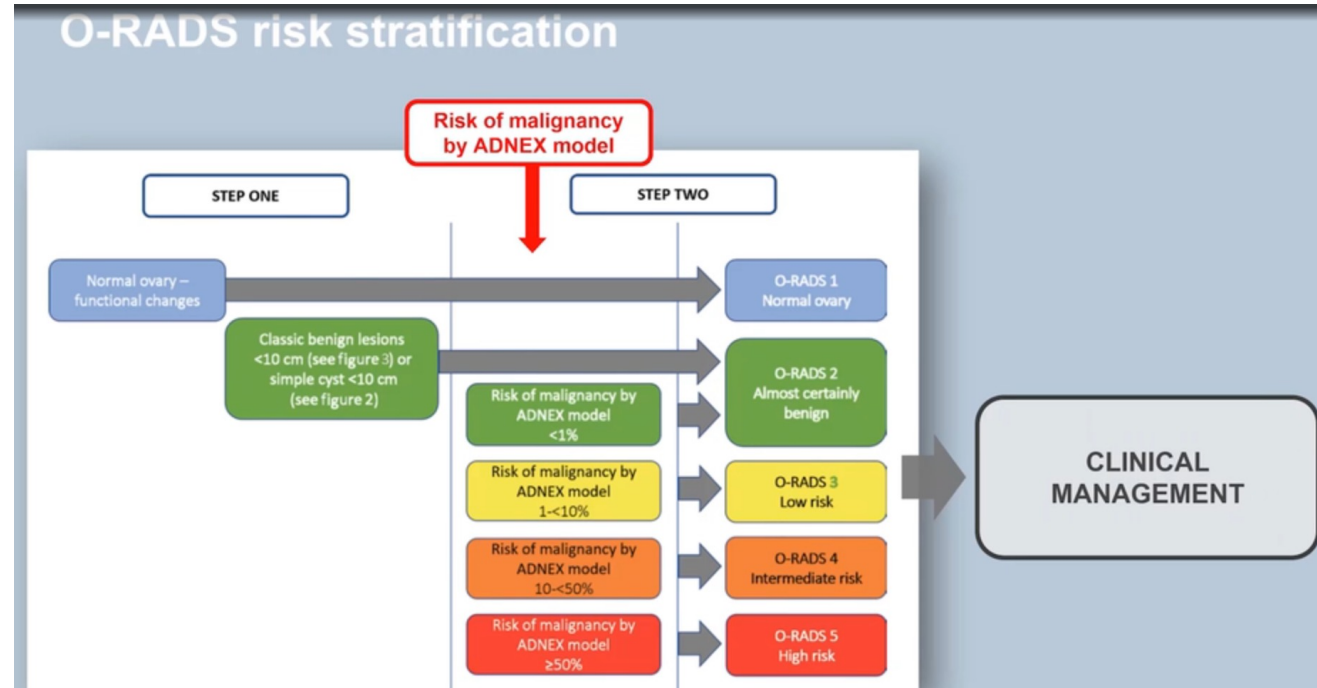 O-RADS risk stratification
Risk of malignancy
by ADNEX model
STEP ONE
STEP TWO
Normal ovary –
functional changes
O-RADS 1
Normal ovary
Classic benign lesions
<10 cm (see figure 3) or
simple cyst <10 cm
(see figure 2)
O-RADS 2
Almost certainly
benign
Risk of malignancy by
ADNEX model
<1%
Risk of malignancy by
ADNEX model
1-<10%
O-RADS 3
Low risk
Risk of malignancy by
ADNEX model
10-<50%
O-RADS 4
Intermediate risk
Risk of malignancy by
ADNEX model
≥50%
O-RADS 5
High risk
CLINICAL
MANAGEMENT